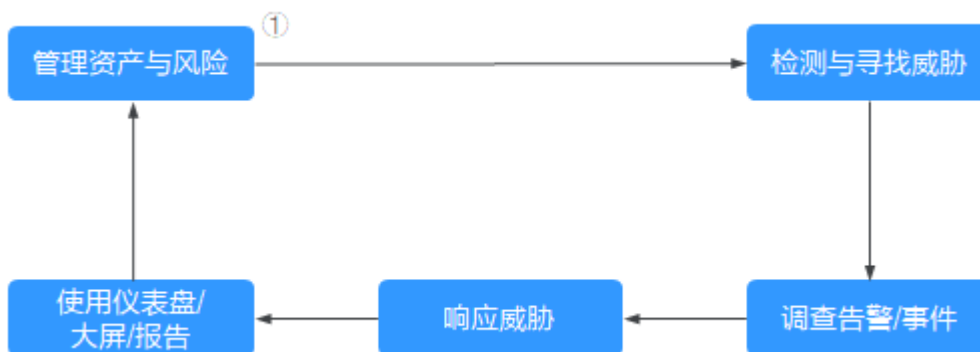 管理资产与风险
①
检测与寻找威胁
使用仪表盘/
大屏/报告
响应威胁
调查告警/事件